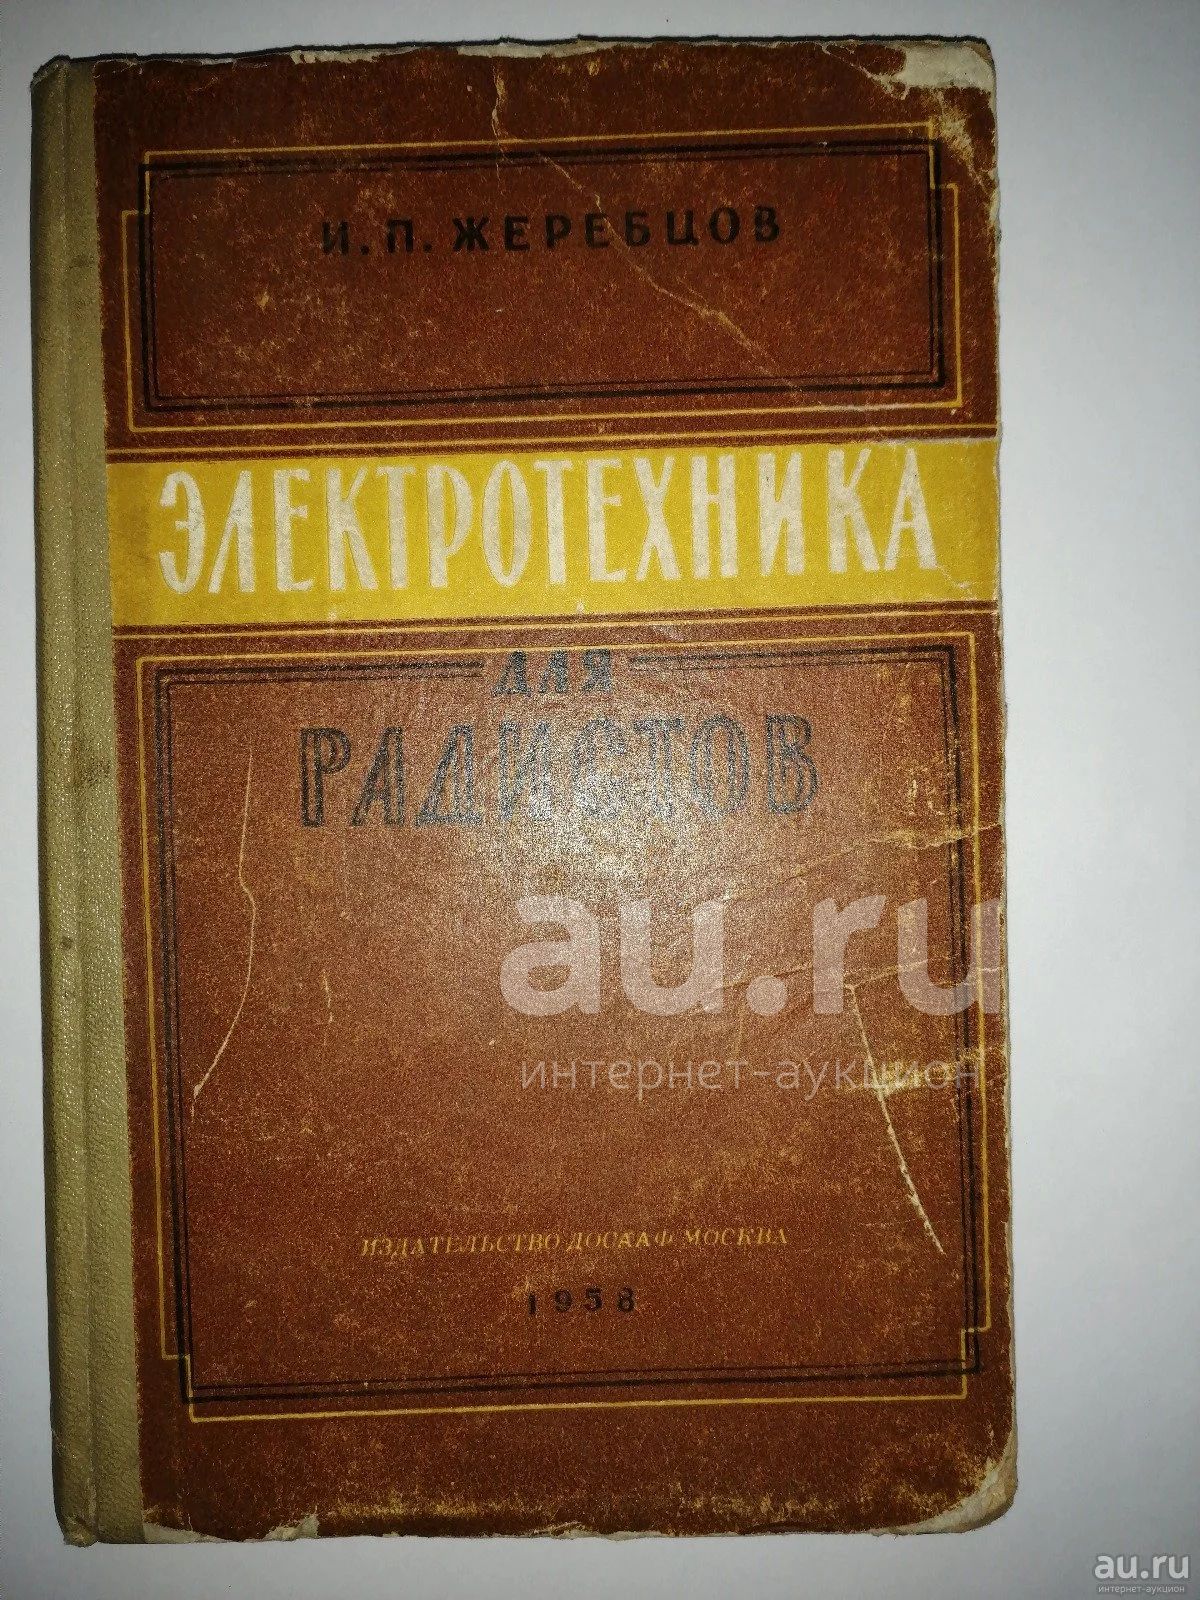 И. П. ЖЕРЕБЦОВ
ЭЛЕКТРОТЕХНИКА
ДЛЯ
РАДИСТОВ
au.ru
интернет-аукцион
ИЗДАТЕЛЬСТВО ДОСААФ МОСКВА
1958
au.ru
интернет-аукцион